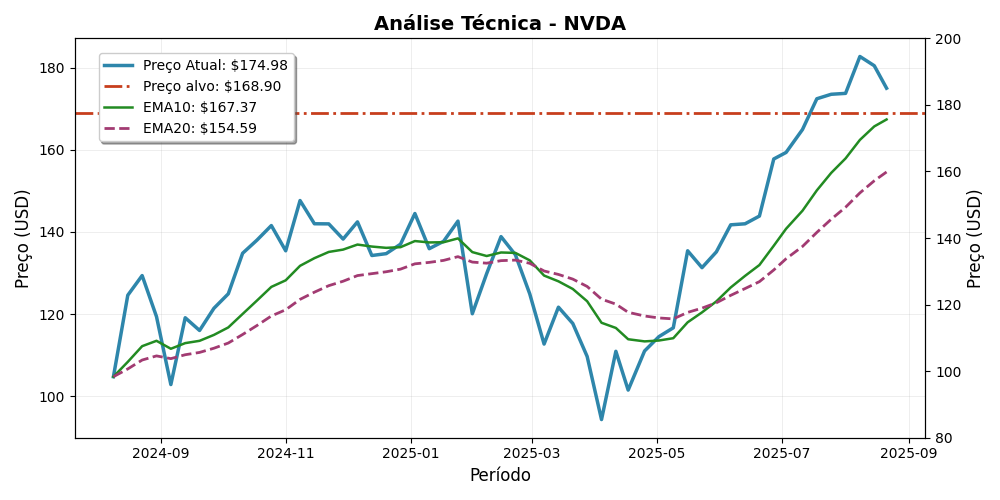 Análise Técnica - NVDA
Preço Atual: $174.98
Preço alvo: $168.90
EMA10: $167.37
EMA20: $154.59
Preço (USD)
180
160
140
120
100
200
180
160
140
120
100
80
Preço (USD)
2024-09
2024-11
2025-01
2025-03
2025-05
2025-07
2025-09
Período